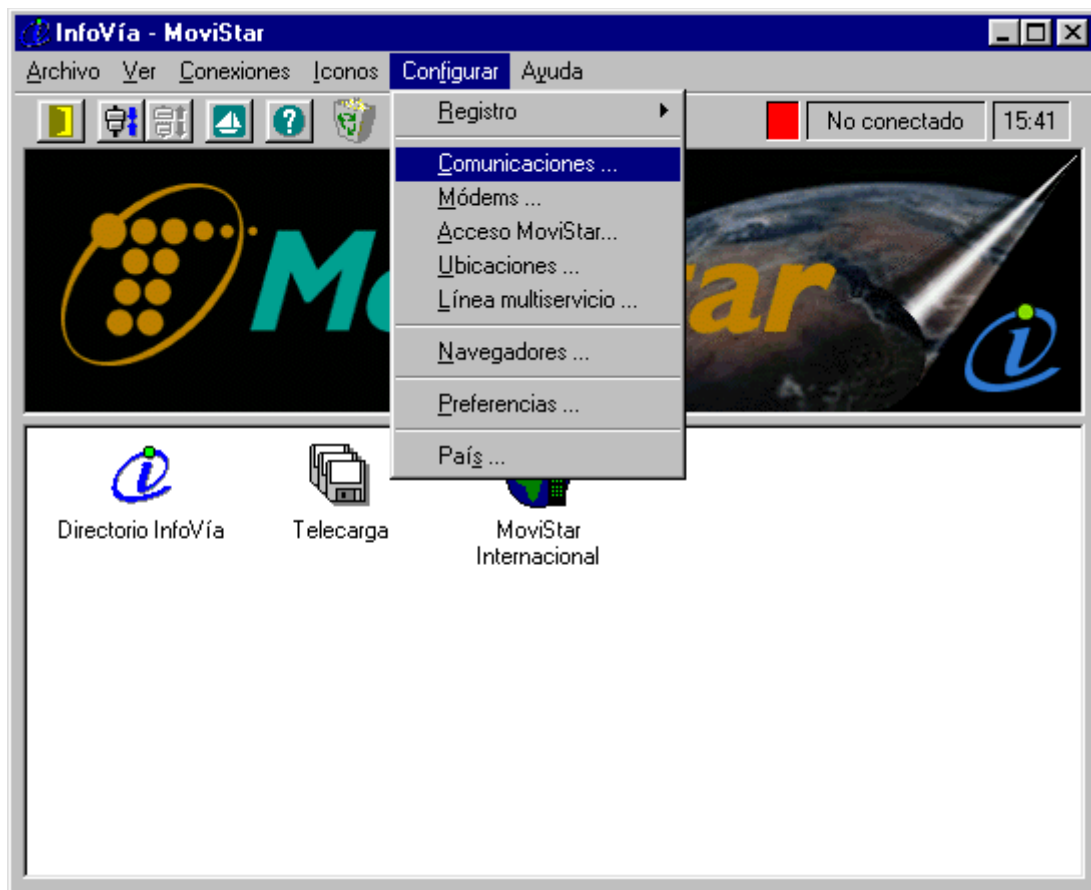 InfoVía - MoviStar
Archivo Ver Conexiones Iconos Configurar Ayuda
No conectado 15:41
Registro
Comunicaciones ...
Módems ...
Acceso MoviStar...
Ubicaciones ...
Línea multiservicio ...
Navegadores ...
Preferencias ...
País ...
Directorio InfoVía
Telecarga
MoviStar
Internacional